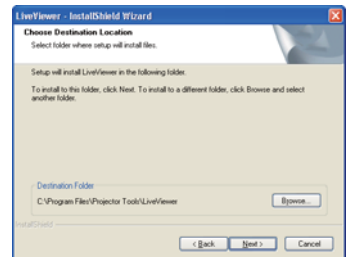 LiveViewer - InstallShield Wizard
Choose Destination Location
Select folder where setup will install files.
Setup will install LiveViewer in the following folder.
To install to this folder, click Next. To install to a different folder, click Browse and select
another folder.
Destination Folder
C:\Program Files\Projector Tools\LiveViewer
Browse...
InstallShield
< Back
Next >
Cancel